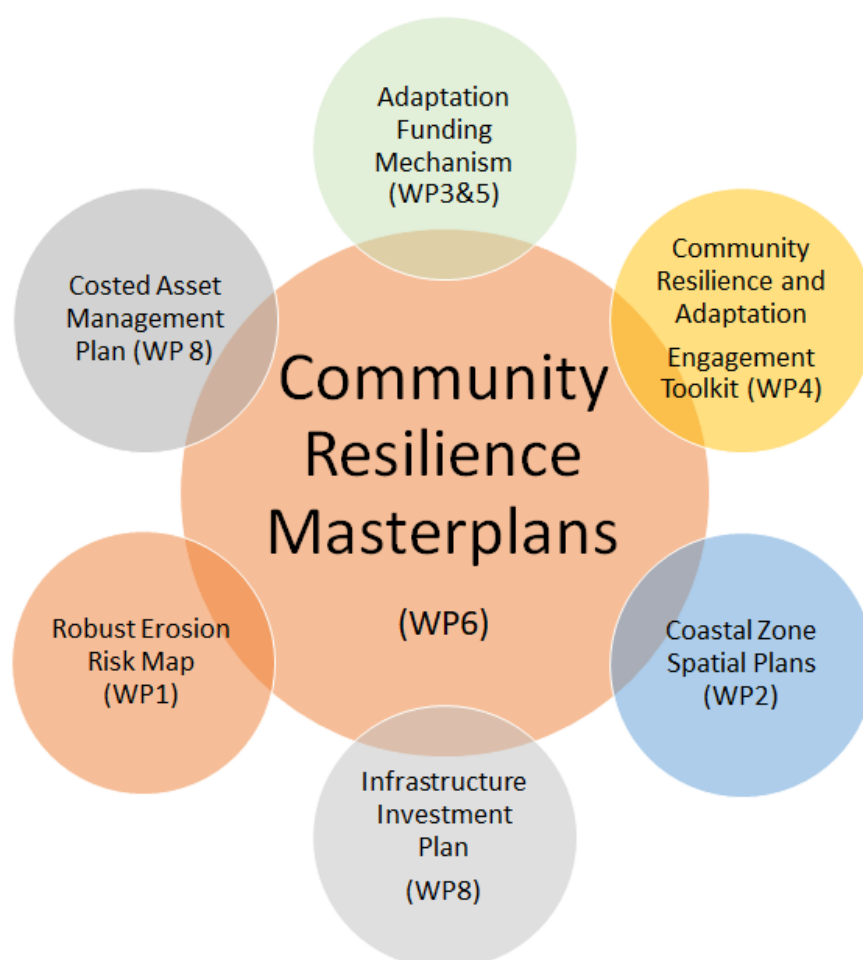 Adaptation
Funding
Mechanism
(WP3&5)
Community
Resilience and
Adaptation
Engagement
Toolkit (WP4)
Costed Asset
Management
Plan (WP 8)
Community
Resilience
Masterplans
(WP6)
Robust Erosion
Risk Map
(WP1)
Coastal Zone
Spatial Plans
(WP2)
Infrastructure
Investment
Plan
(WP8)